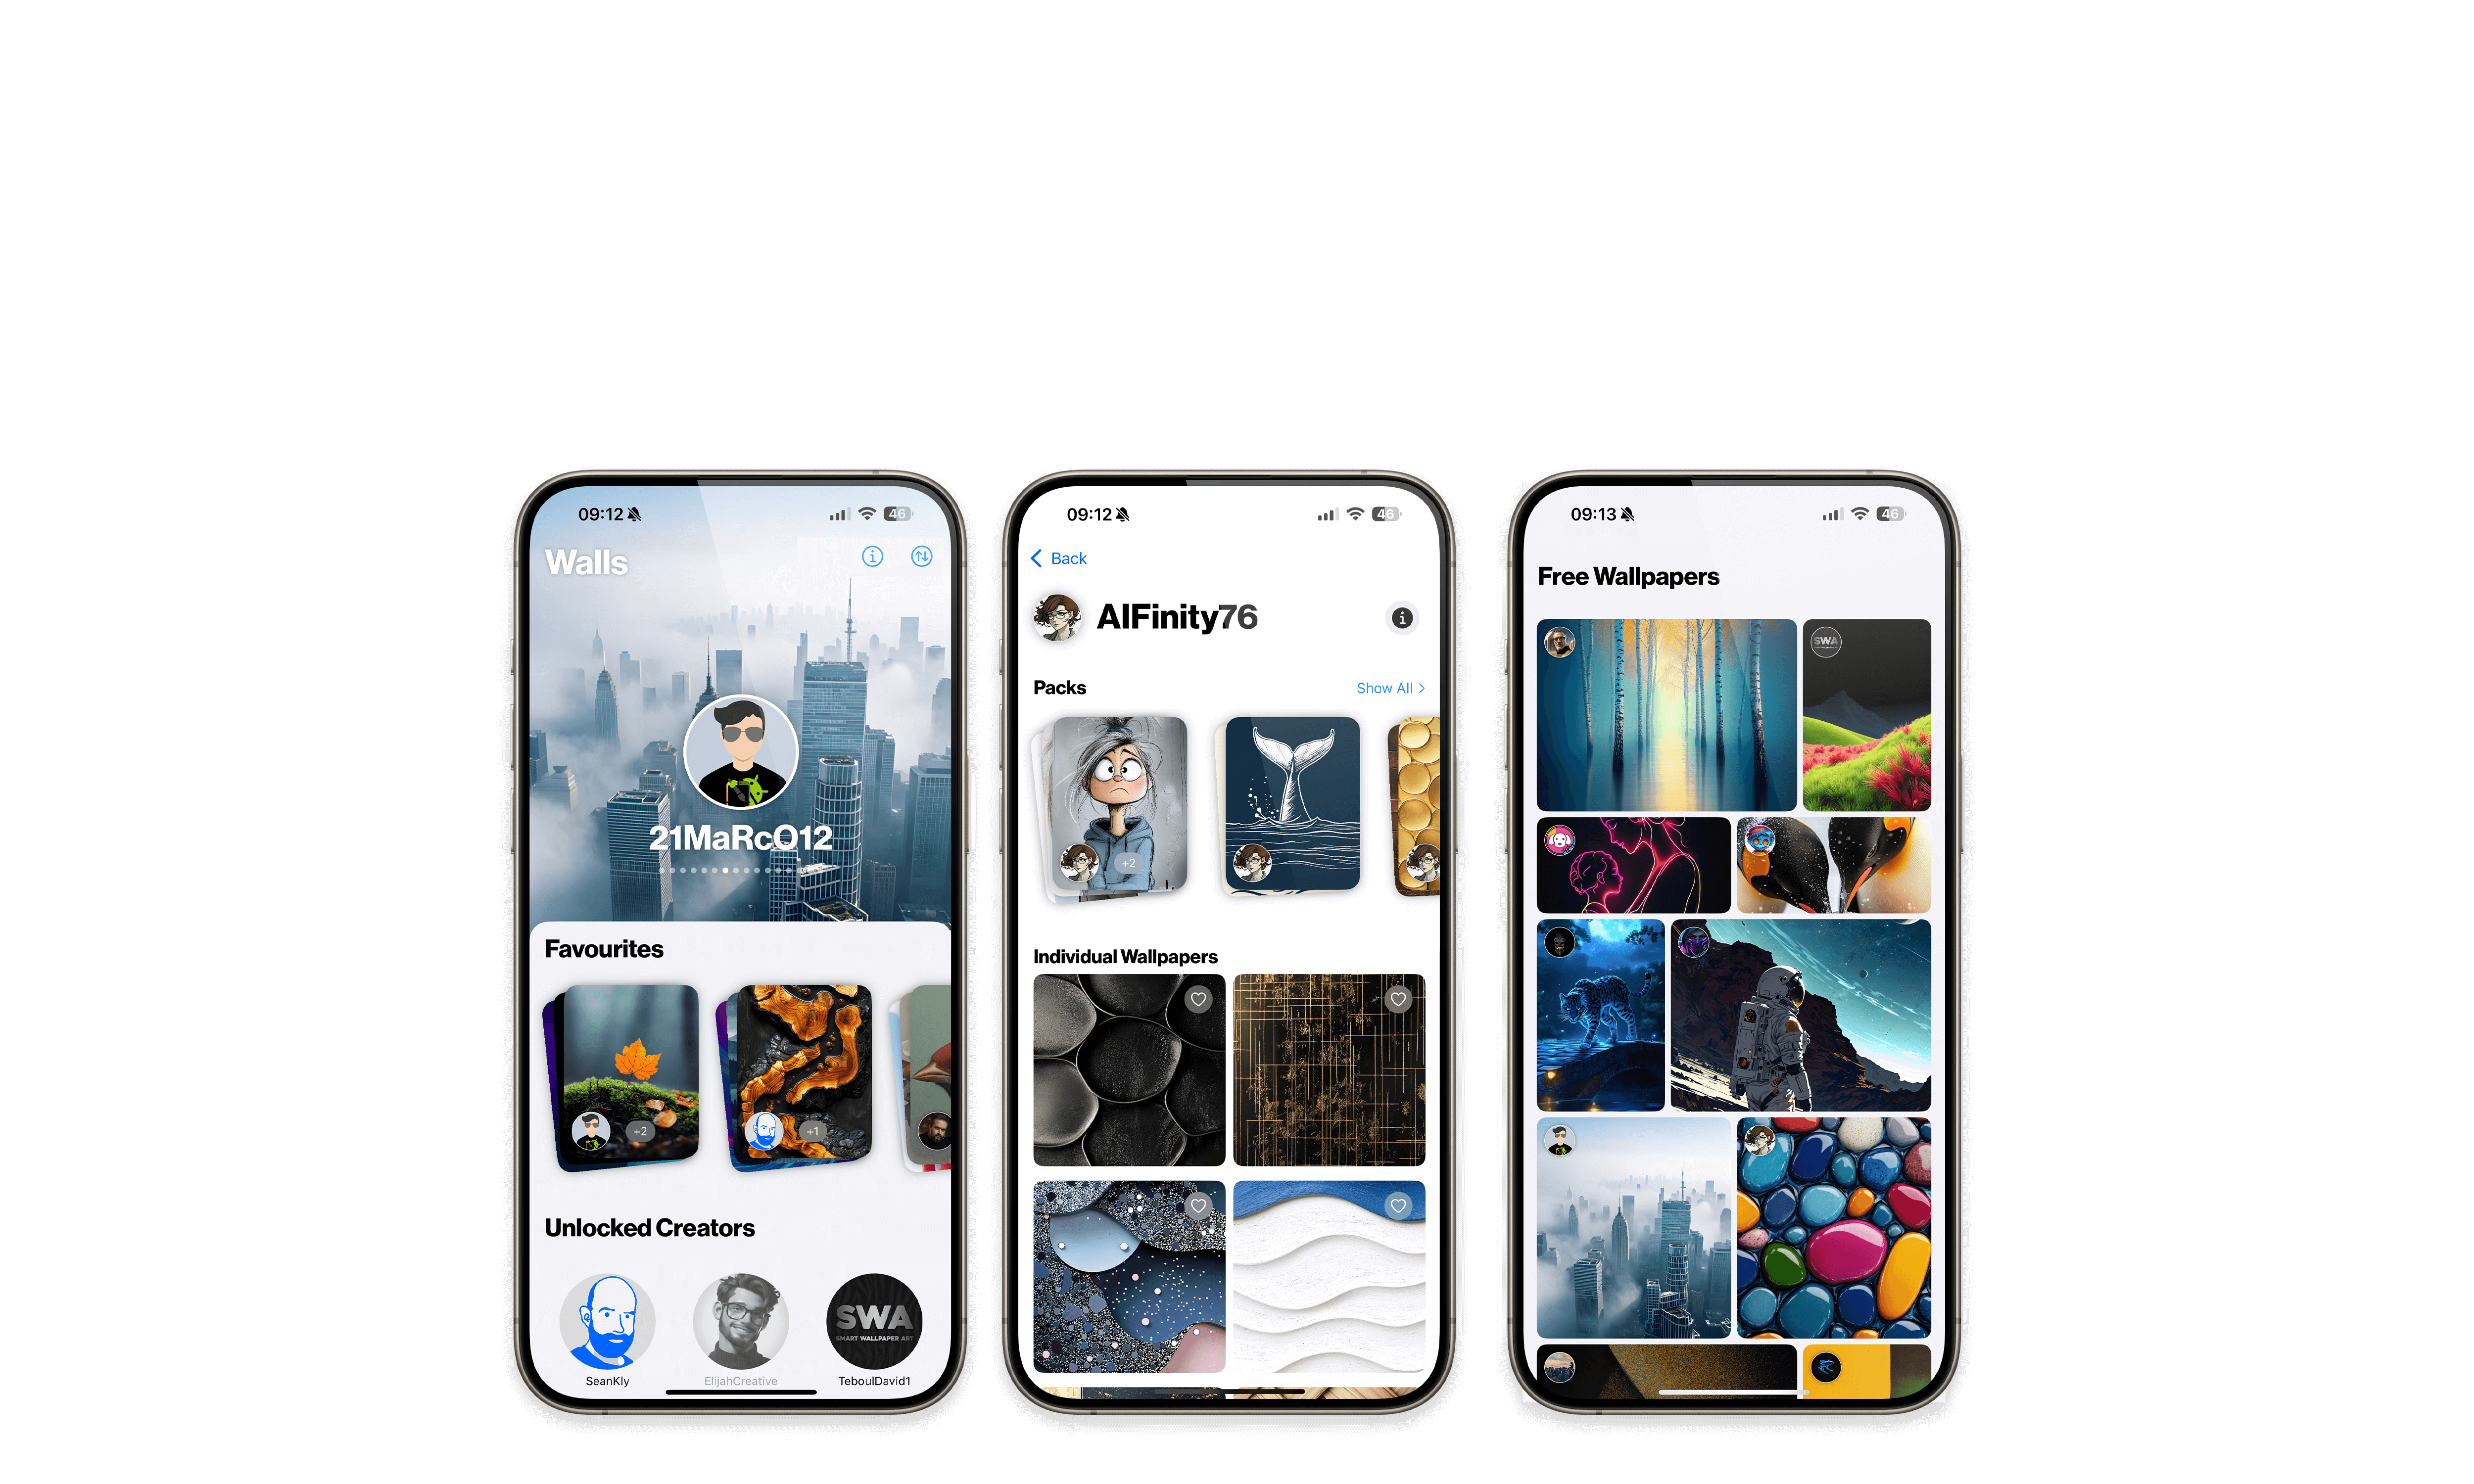 09:12
46
Walls
21MaRcO12
Favourites
+2
+1
Unlocked Creators
SWA
SMART WALLPAPER ART
SeanKly
ElijahCreative
TeboulDavid1
09:12
46
Back
AIFinity76
Packs
Show All
+2
Individual Wallpapers
09:13
46
Free Wallpapers
SWA